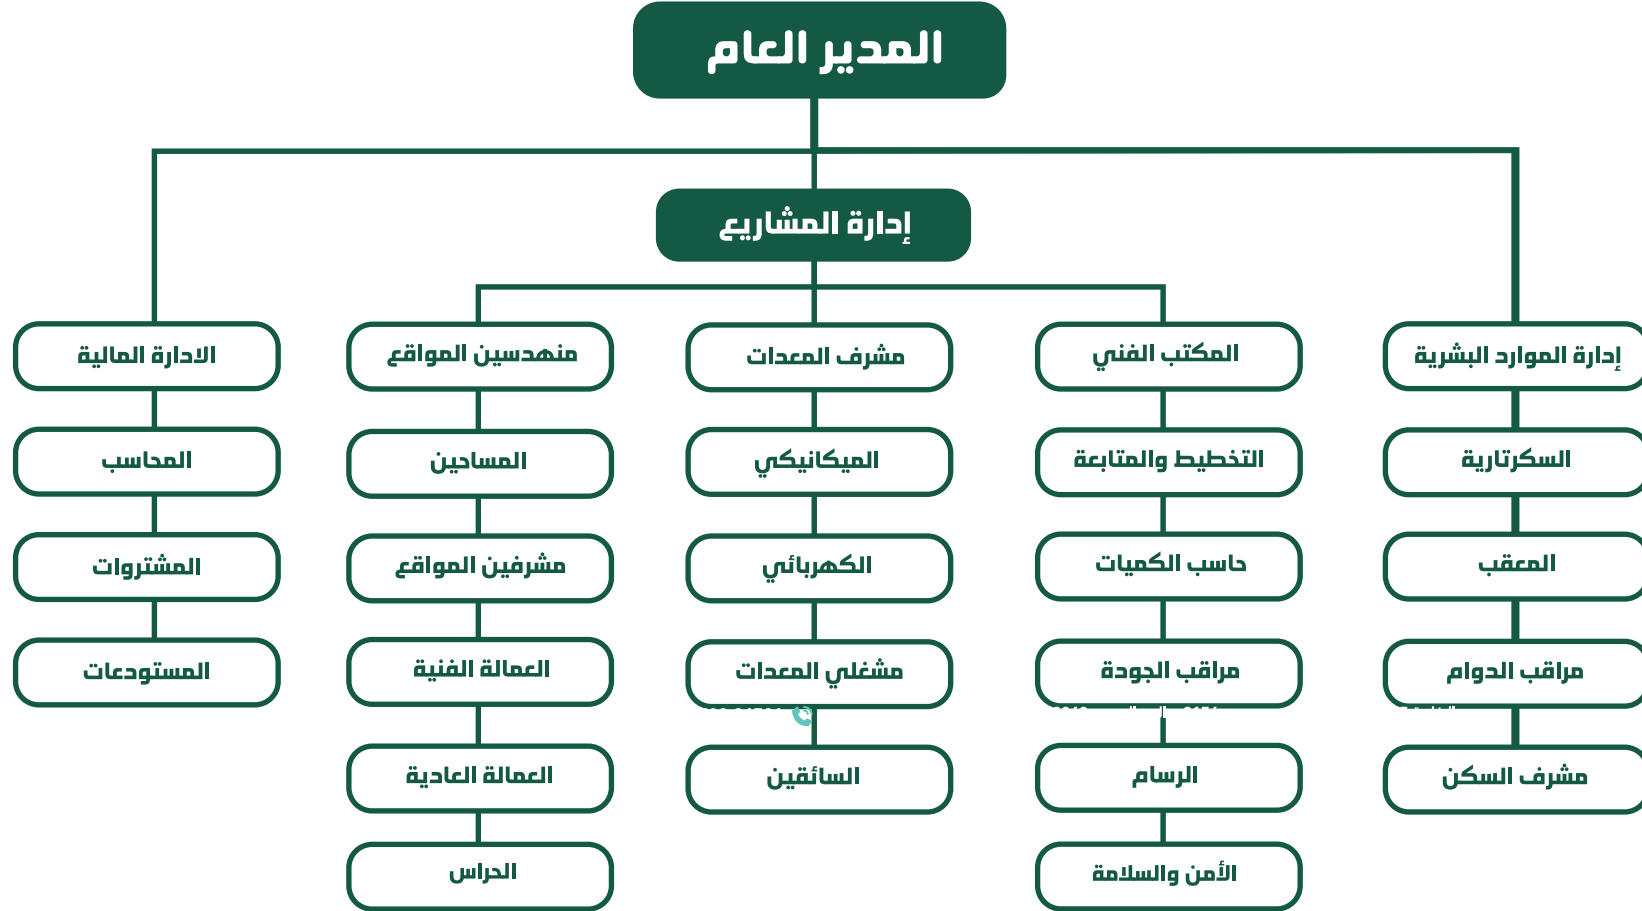 المدير العام
إدارة المشاريع
إدارة الموارد البشرية
السكرتارية
المعقب
مراقب الدوام
مشرف السكن
المكتب الفني
التخطيط والمتابعة
حاسب الكميات
مراقب الجودة
الرسام
الأمن والسلامة
مشرف المعدات
الميكانيكي
الكهربائي
مشغلي المعدات
السائقين
منهدسين المواقع
المساحين
مشرفين المواقع
العمالة الفنية
العمالة العادية
الحراس
الادارة المالية
المحاسب
المشتروات
المستودعات